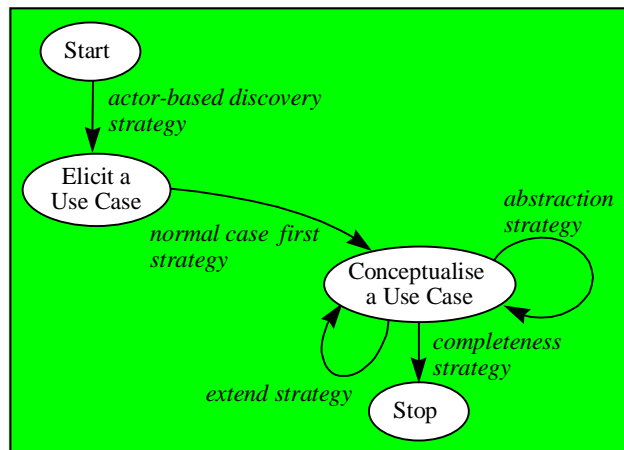 Start
actor-based discovery
strategy
Elicit a
Use Case
normal case first
strategy
abstraction
strategy
Conceptualise
a Use Case
completeness
strategy
extend strategy
Stop